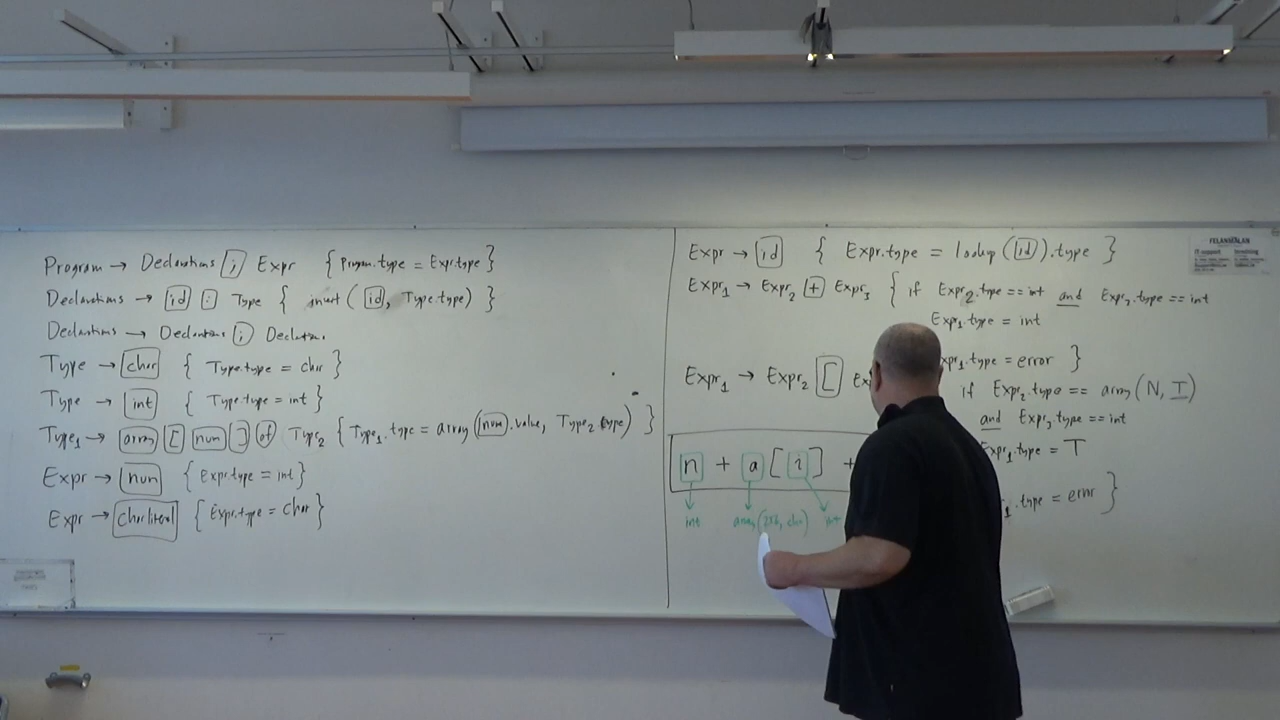 Program → Declarations ; Expr { Program.type = Expr.type }
Declarations → id : Type { insert ( id , Type.type) }
Declarations → Declarations ; Declarations
Type → char { Type.type = char }
Type → int { Type.type = int }
Type₁ → array [ num ] of Type₂ { Type₁.type = array( num .value, Type₂.type) }
Expr → num { Expr.type = int }
Expr → charliteral { Expr.type = char }
Expr → id { Expr.type = lookup ( id ).type }
Expr₁ → Expr₂ + Expr₃ { if Expr₂.type == int and Expr₃.type == int
Expr₁.type = int
.type = error }
Expr₁ → Expr₂ [ Ex
if Expr₂.type == array(N, T)
and Expr₃.type == int
Expr₁.type = T
.type = error }
n + a [ i ] +
int array(256, char) int
FELANMÄLAN